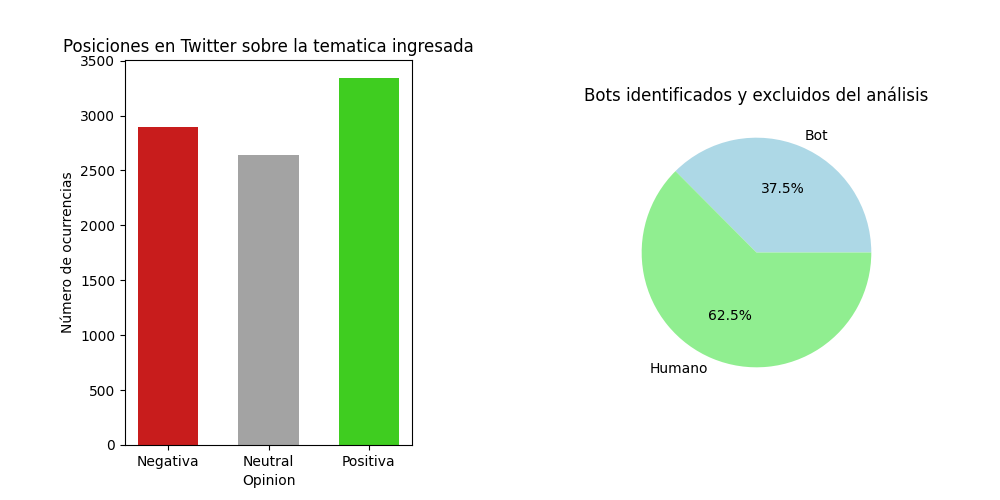 Posiciones en Twitter sobre la tematica ingresada
3500
3000
2500
2000
1500
1000
500
0
Número de ocurrencias
Negativa
Neutral
Positiva
Opinion
Bots identificados y excluidos del análisis
Bot
37.5%
62.5%
Humano